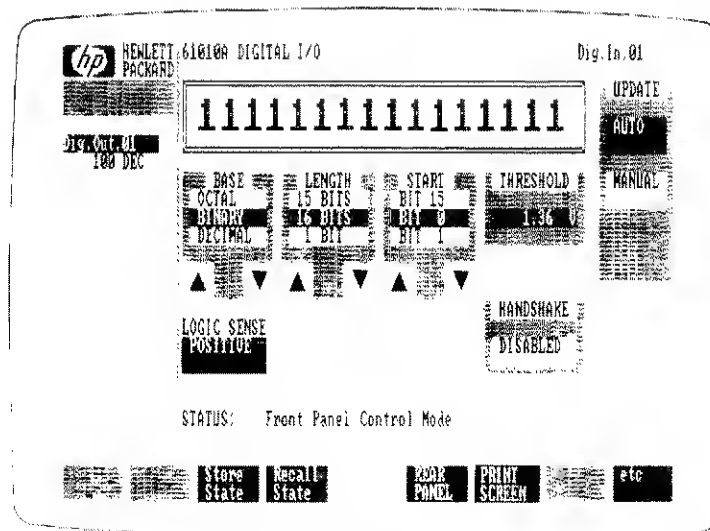 hp HEWLETT PACKARD
61010A DIGITAL I/O
Dig.In.01
1111111111111111
UPDATE
AUTO
MANUAL
Dig.Out.01
100 DEC
BASE
OCTAL
BINARY
DECIMAL
LENGTH
15 BITS
16 BITS
1 BIT
START
BIT 15
BIT 0
BIT 1
THRESHOLD
1.36 V
HANDSHAKE
DISABLED
LOGIC SENSE
POSITIVE
STATUS: Front Panel Control Mode
Store State
Recall State
REAR PANEL
PRINT SCREEN
etc